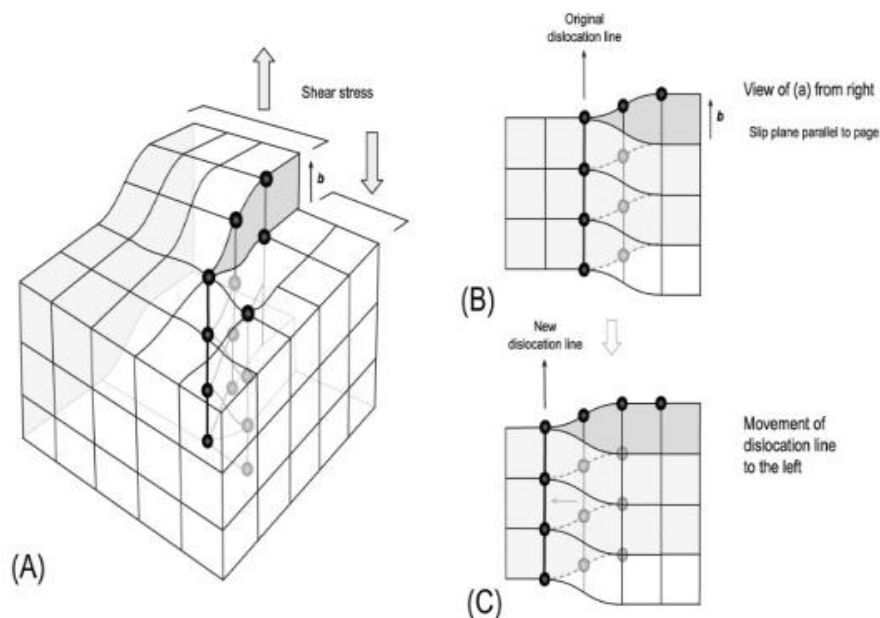 Shear stress
b
(A)
Original
dislocation line
View of (a) from right
b
Slip plane parallel to page
(B)
New
dislocation line
Movement of
dislocation line
to the left
(C)